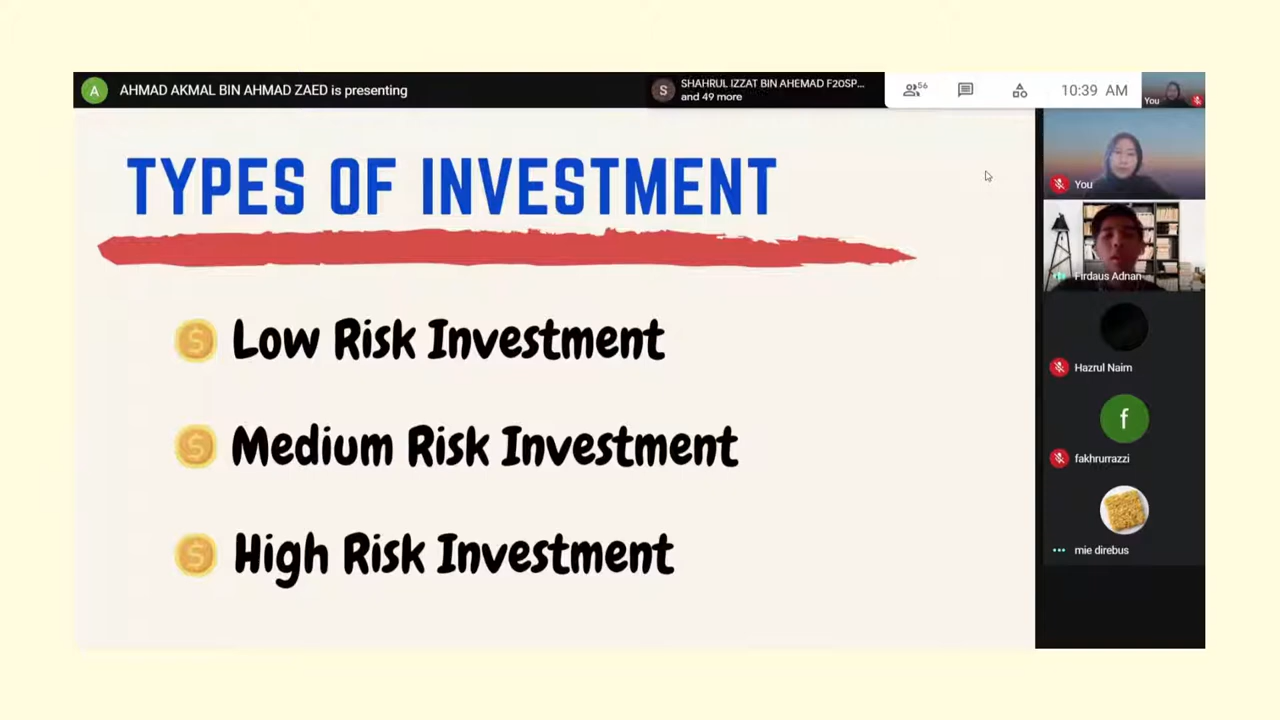 A
AHMAD AKMAL BIN AHMAD ZAED is presenting
S
SHAHRUL IZZAT BIN AHEMAD F20SP...
and 49 more
56
10:39 AM
You
TYPES OF INVESTMENT
You
Firdaus Adnan
Low Risk Investment
Hazrul Naim
f
Medium Risk Investment
fakhrurrazzi
High Risk Investment
mie direbus